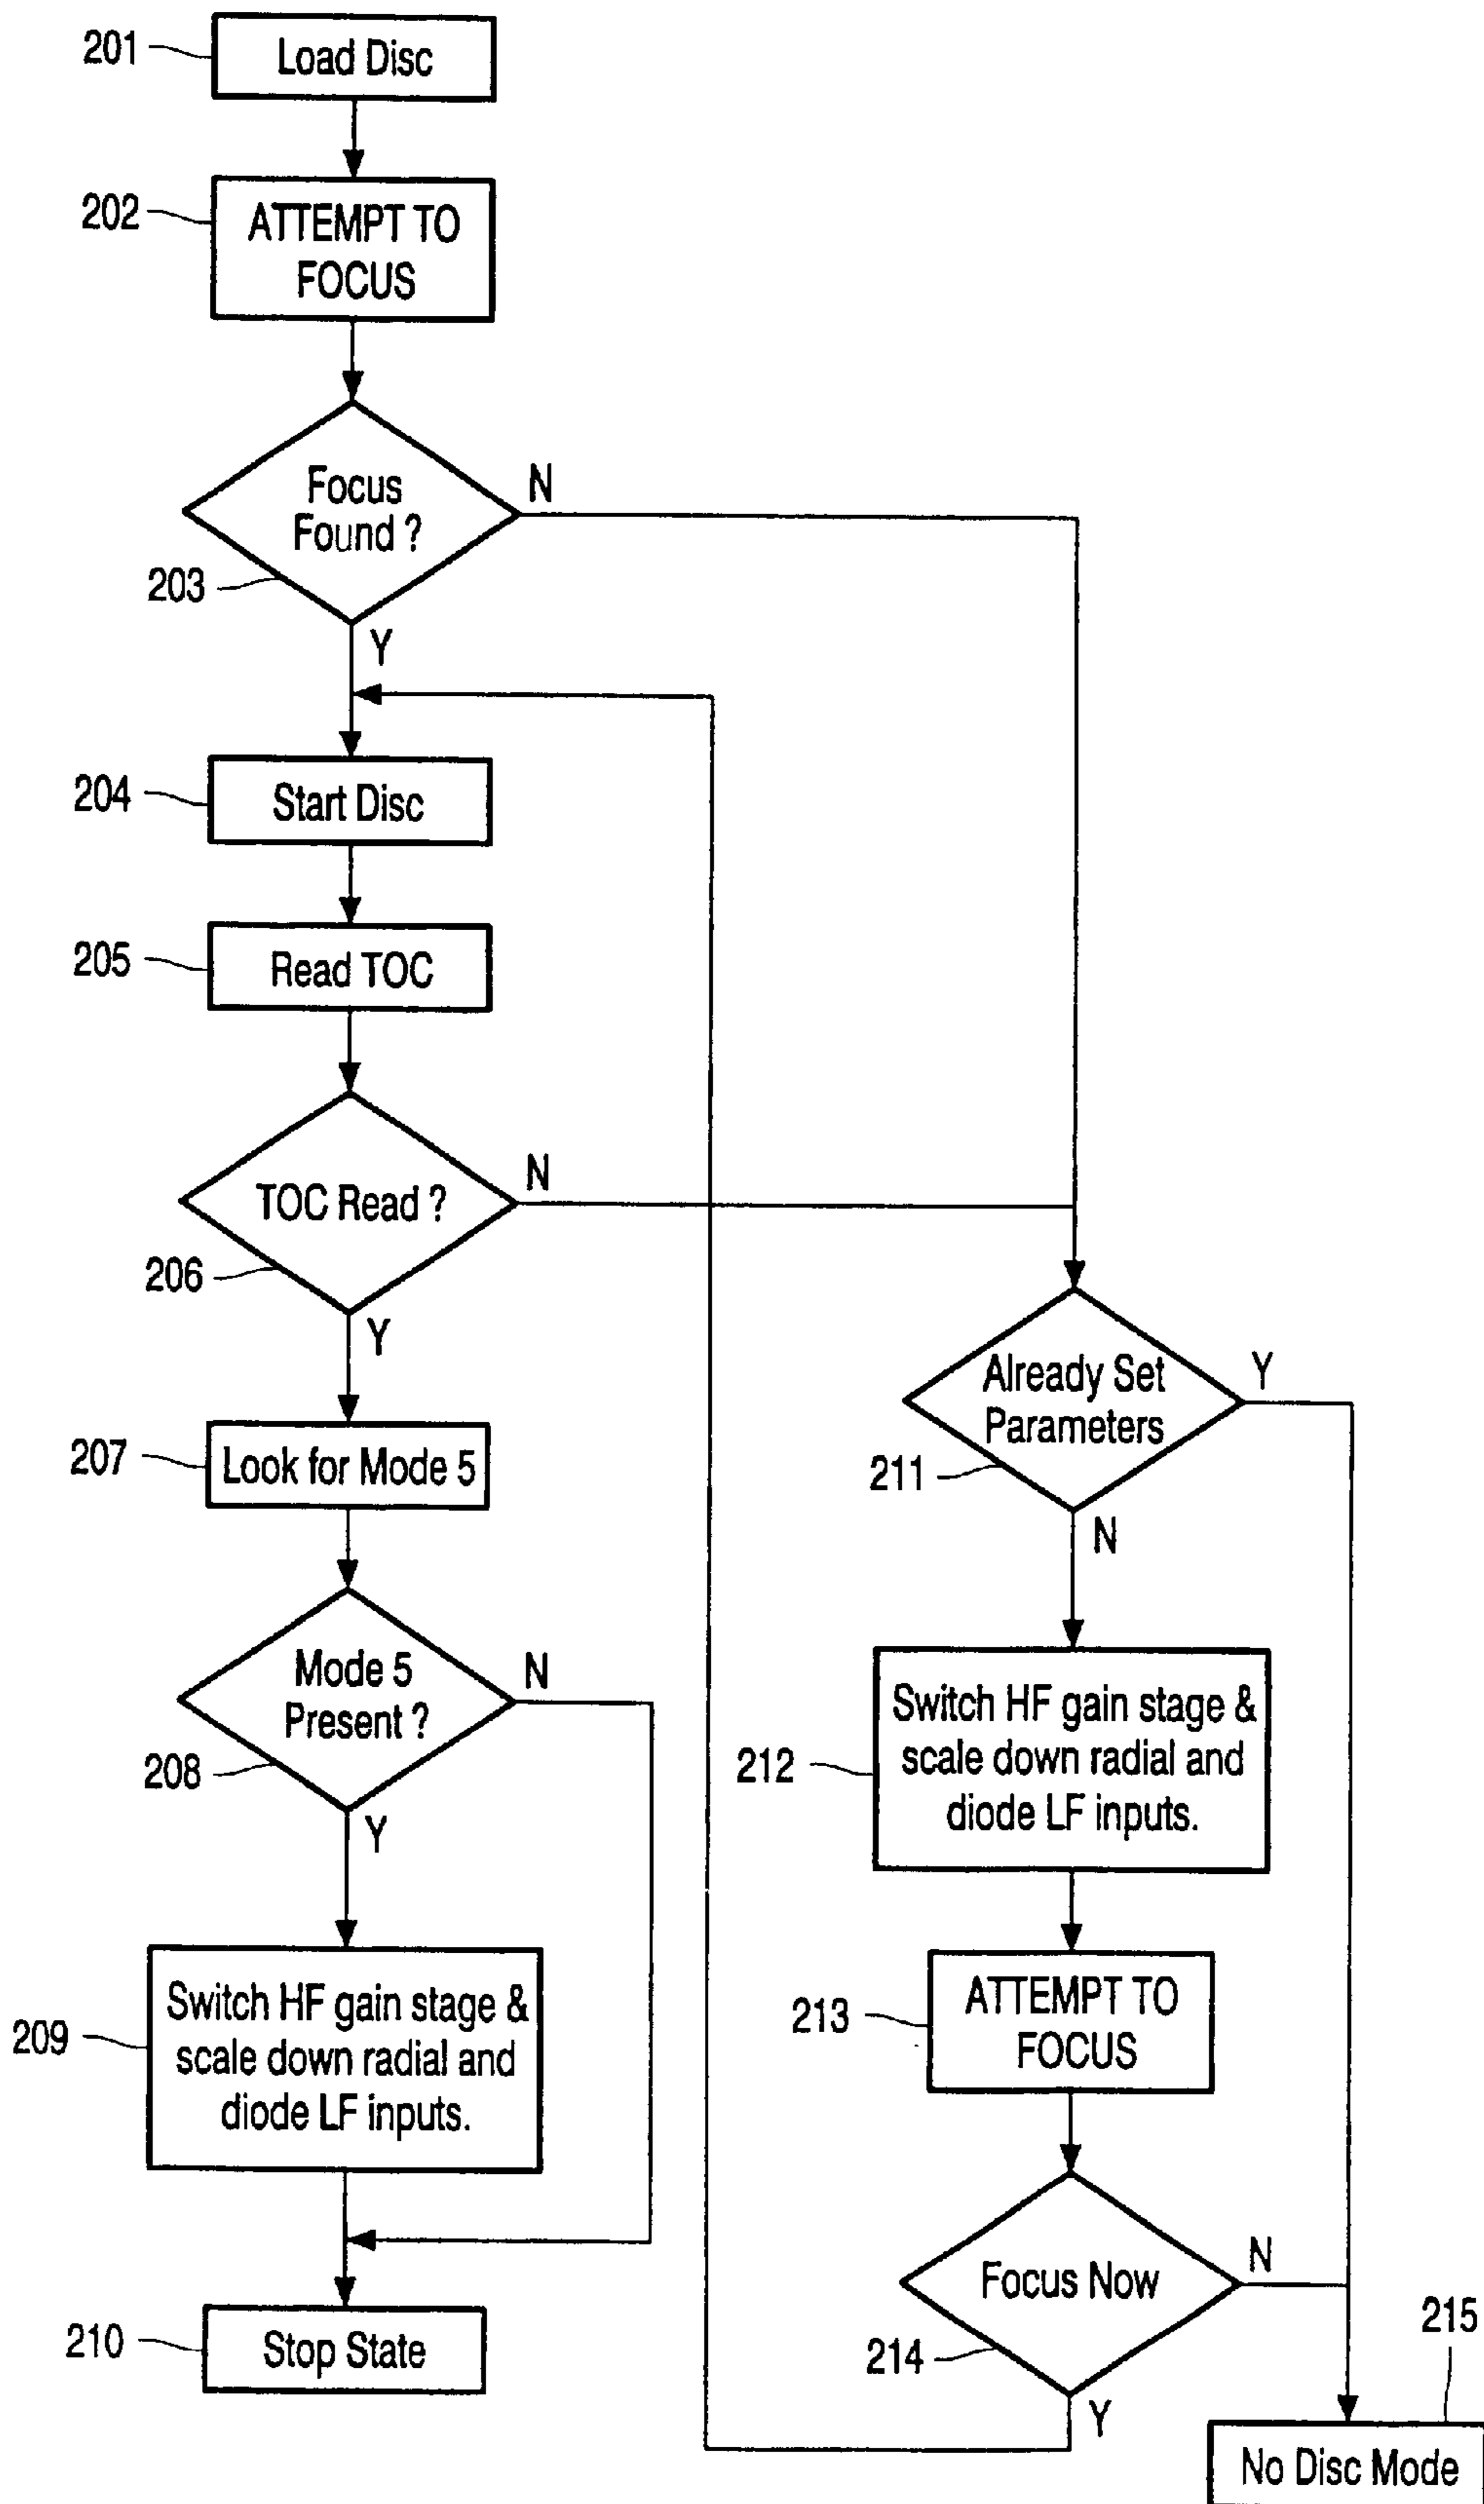 201
Load Disc
202
ATTEMPT TO
FOCUS
Focus
Found ?
N
203
Y
204
Start Disc
205
Read TOC
TOC Read ?
N
206
Y
207
Look for Mode 5
Mode 5
Present ?
N
208
Y
209
Switch HF gain stage &
scale down radial and
diode LF inputs.
210
Stop State
Already Set
Parameters
Y
211
N
212
Switch HF gain stage &
scale down radial and
diode LF inputs.
213
ATTEMPT TO
FOCUS
Focus Now
N
214
Y
215
No Disc Mode